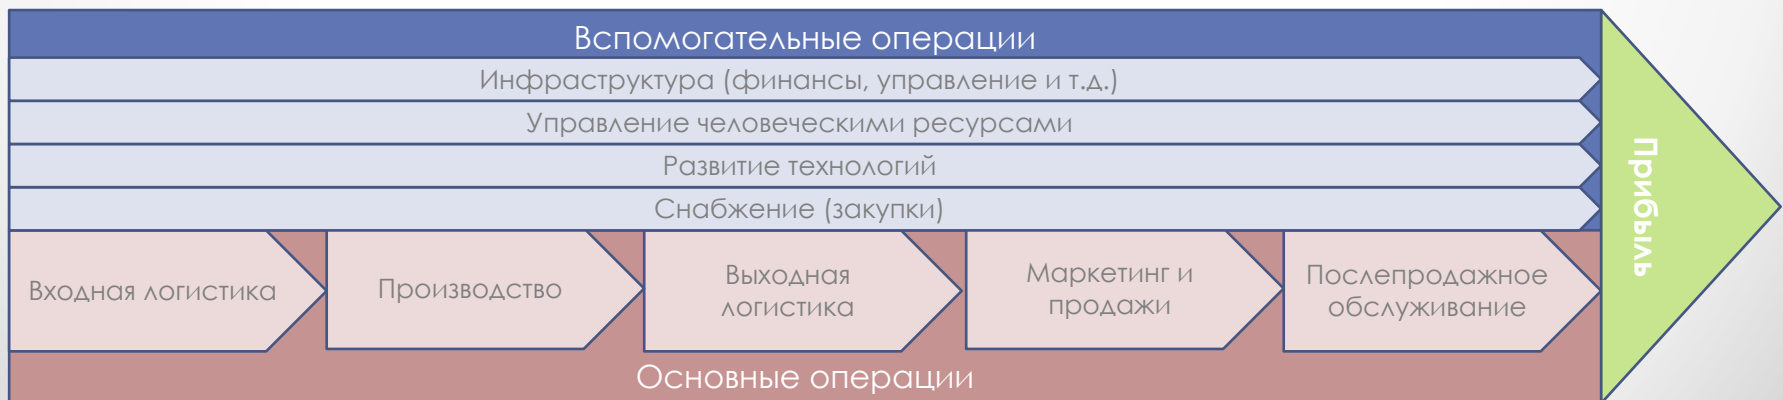 Вспомогательные операции
Инфраструктура (финансы, управление и т.д.)
Управление человеческими ресурсами
Развитие технологий
Снабжение (закупки)
Прибыль
Входная логистика
Производство
Выходная
логистика
Маркетинг и
продажи
Послепродажное
обслуживание
Основные операции